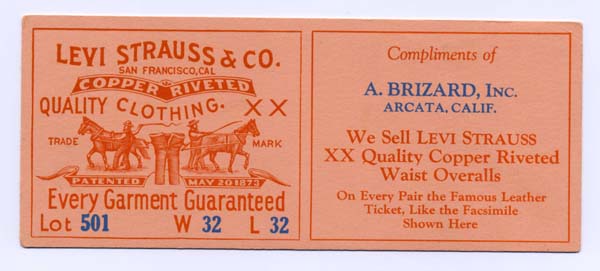 LEVI STRAUSS & CO.
SAN FRANCISCO, CAL
COPPER RIVETED
QUALITY CLOTHING. XX
TRADE MARK
PATENTED MAY 20 1873
Every Garment Guaranteed
Lot 501 W 32 L 32
Compliments of
A. BRIZARD, INC.
ARCATA, CALIF.
We Sell LEVI STRAUSS
XX Quality Copper Riveted
Waist Overalls
On Every Pair the Famous Leather
Ticket, Like the Facsimile
Shown Here